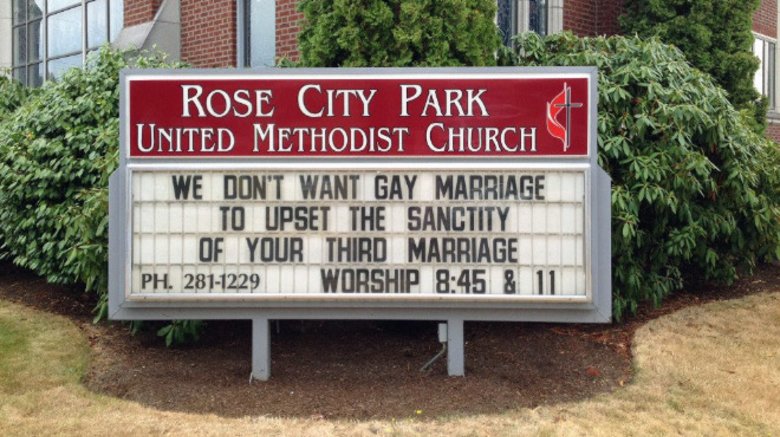 ROSE CITY PARK
UNITED METHODIST CHURCH
WE DON'T WANT GAY MARRIAGE
TO UPSET THE SANCTITY
OF YOUR THIRD MARRIAGE
PH. 281-1229 WORSHIP 8:45 & 11